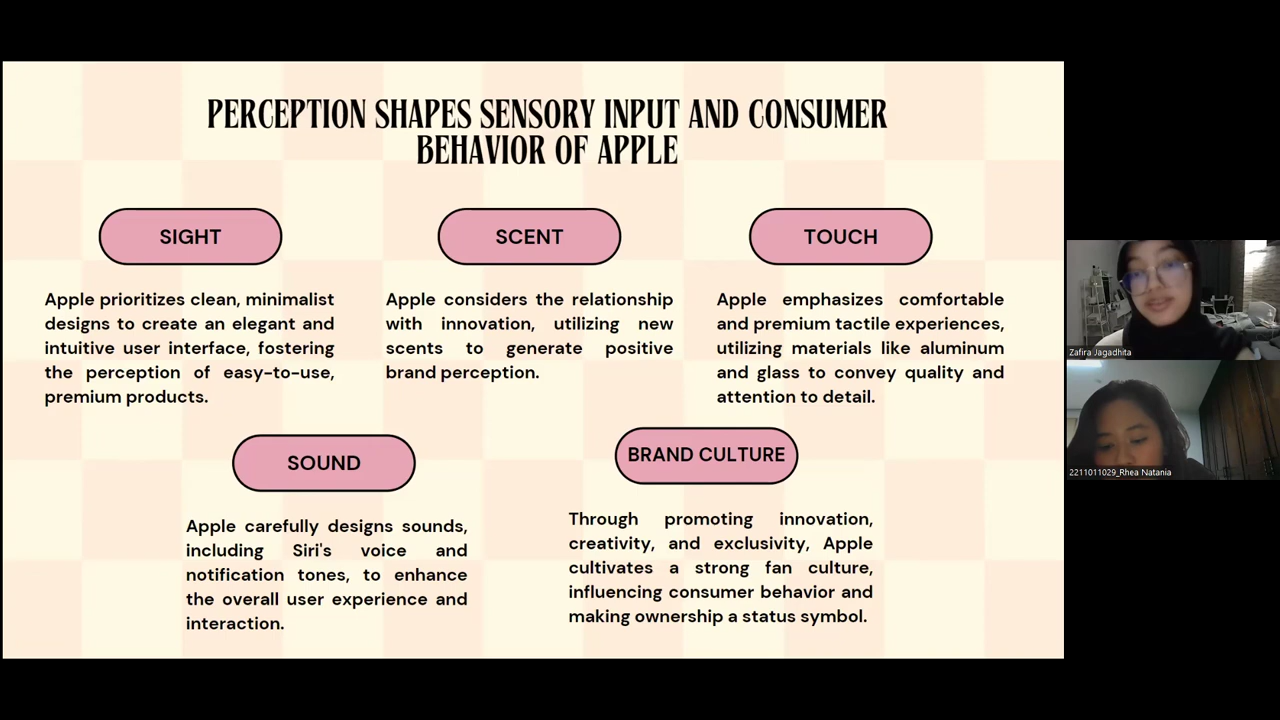 PERCEPTION SHAPES SENSORY INPUT AND CONSUMER
BEHAVIOR OF APPLE
SIGHT
Apple prioritizes clean, minimalist
designs to create an elegant and
intuitive user interface, fostering
the perception of easy-to-use,
premium products.
SCENT
Apple considers the relationship
with innovation, utilizing new
scents to generate positive
brand perception.
TOUCH
Apple emphasizes comfortable
and premium tactile experiences,
utilizing materials like aluminum
and glass to convey quality and
attention to detail.
SOUND
Apple carefully designs sounds,
including Siri's voice and
notification tones, to enhance
the overall user experience and
interaction.
BRAND CULTURE
Through promoting innovation,
creativity, and exclusivity, Apple
cultivates a strong fan culture,
influencing consumer behavior and
making ownership a status symbol.
Zafira Jagadhita
2211011029_Rhea Natania